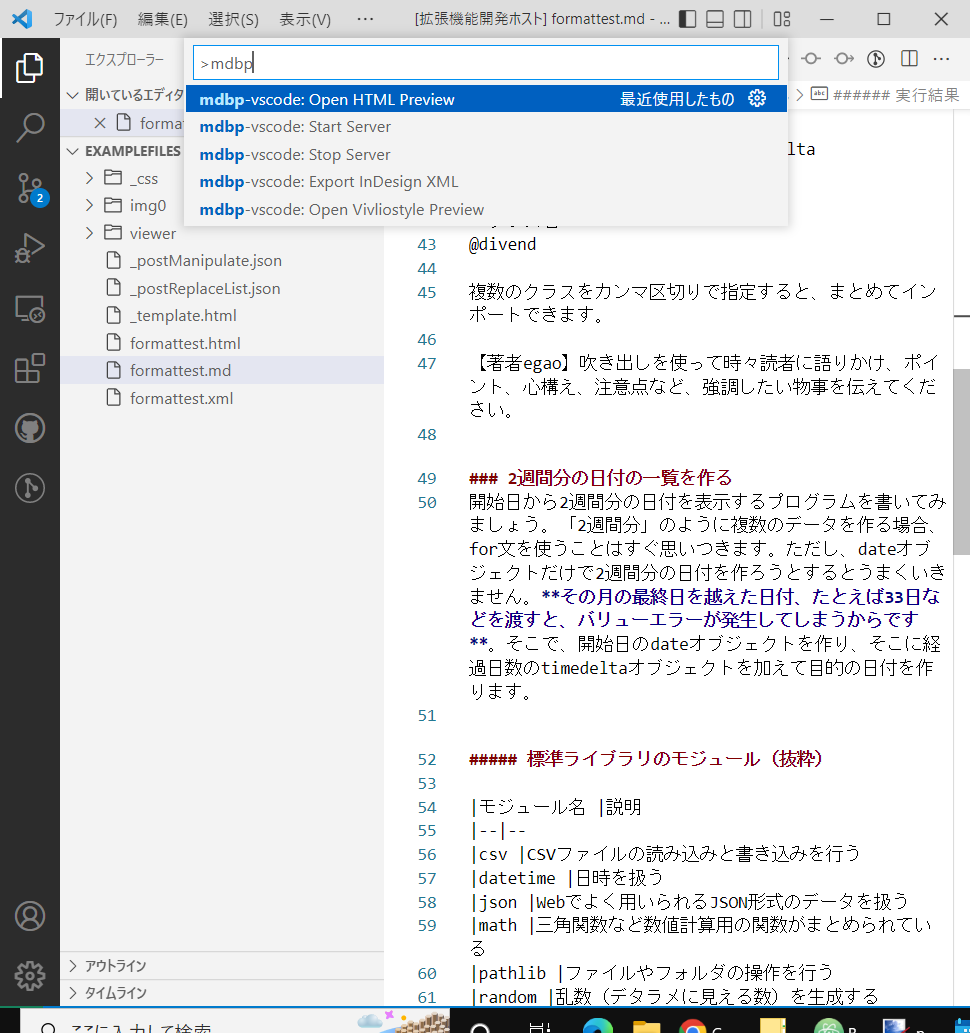 ファイル(F) 編集(E) 選択(S) 表示(V) ··· [拡張機能開発ホスト] formattest.md - ...
エクスプローラー
>mdbp
mdbp-vscode: Open HTML Preview 最近使用したもの
mdbp-vscode: Start Server
mdbp-vscode: Stop Server
mdbp-vscode: Export InDesign XML
mdbp-vscode: Open Vivliostyle Preview
開いているエディタ
forma
EXAMPLEFILES
_css
img0
viewer
_postManipulate.json
_postReplaceList.json
_template.html
formattest.html
formattest.md
formattest.xml
アウトライン
タイムライン
2
###### 実行結果
lta
43 @divend
44
45 複数のクラスをカンマ区切りで指定すると、まとめてイン
ポートできます。
46
47 【著者egao】吹き出しを使って時々読者に語りかけ、ポイ
ント、心構え、注意点など、強調したい物事を伝えてくだ
さい。
48
49 ### 2週間分の日付の一覧を作る
50 開始日から2週間分の日付を表示するプログラムを書いてみ
ましょう。「2週間分」のように複数のデータを作る場合、
for文を使うことはすぐ思いつきます。ただし、dateオブ
ジェクトだけで2週間分の日付を作ろうとするとうまくいき
ません。**その月の最終日を越えた日付、たとえば33日な
どを渡すと、バリューエラーが発生してしまうからです
**。そこで、開始日のdateオブジェクトを作り、そこに経
過日数のtimedeltaオブジェクトを加えて目的の日付を作
ります。
51
52 ##### 標準ライブラリのモジュール（抜粋）
53
54 |モジュール名 |説明
55 |--|--
56 |csv |CSVファイルの読み込みと書き込みを行う
57 |datetime |日時を扱う
58 |json |Webでよく用いられるJSON形式のデータを扱う
59 |math |三角関数など数値計算用の関数がまとめられてい
る
60 |pathlib |ファイルやフォルダの操作を行う
61 |random |乱数（デタラメに見える数）を生成する
ここに入力して検索